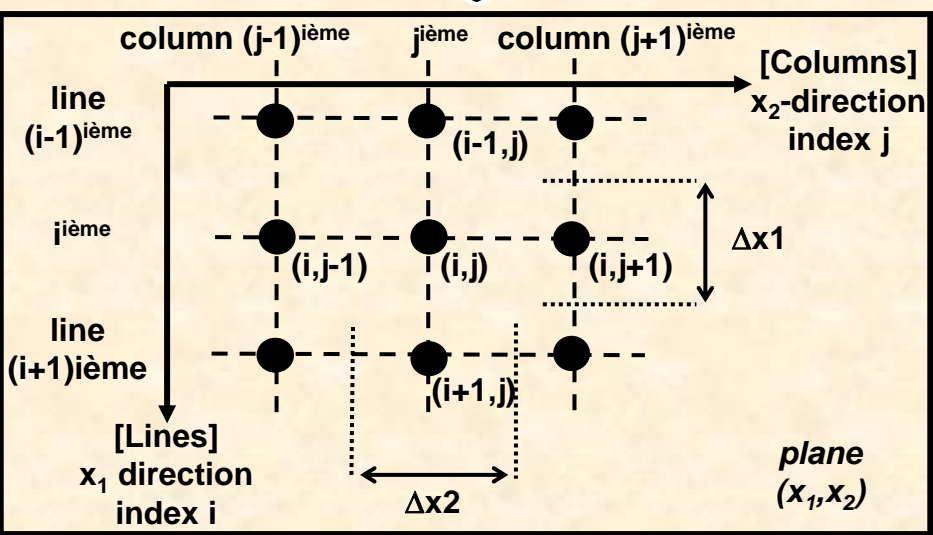 column (j-1)ième jième column (j+1)ième
[Columns]
x2-direction
index j
line
(i-1)ième
(i-1,j)
iième
(i,j-1) (i,j) (i,j+1)
Δx1
line
(i+1)ième
(i+1,j)
[Lines]
x1 direction
index i
Δx2
plane
(x1,x2)